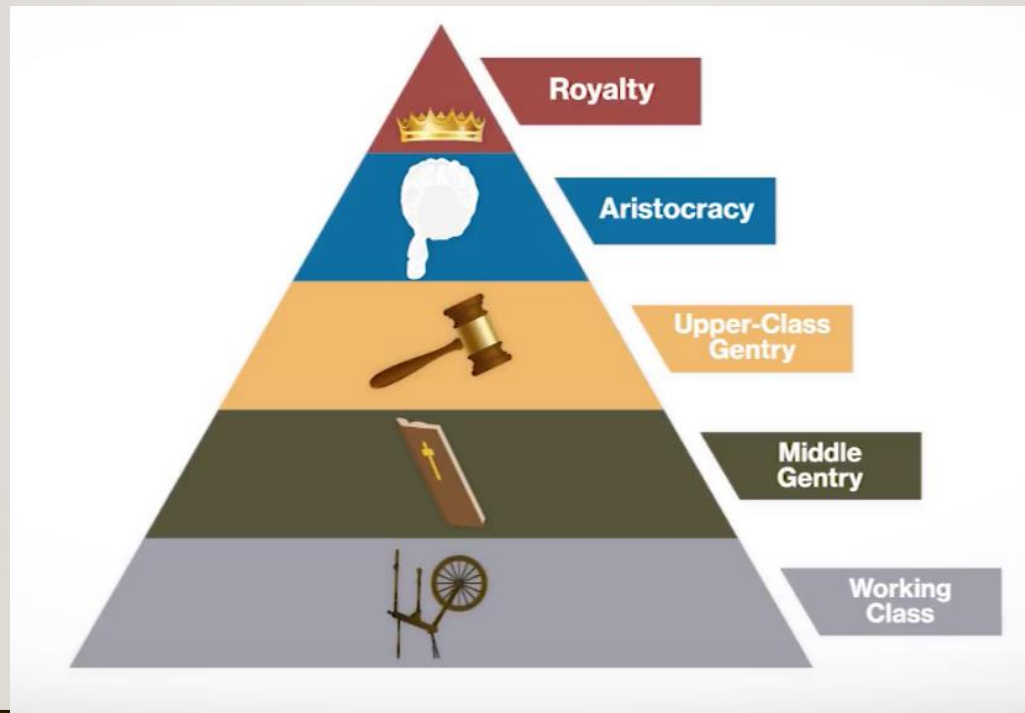 Royalty
Aristocracy
Upper-Class
Gentry
Middle
Gentry
Working
Class